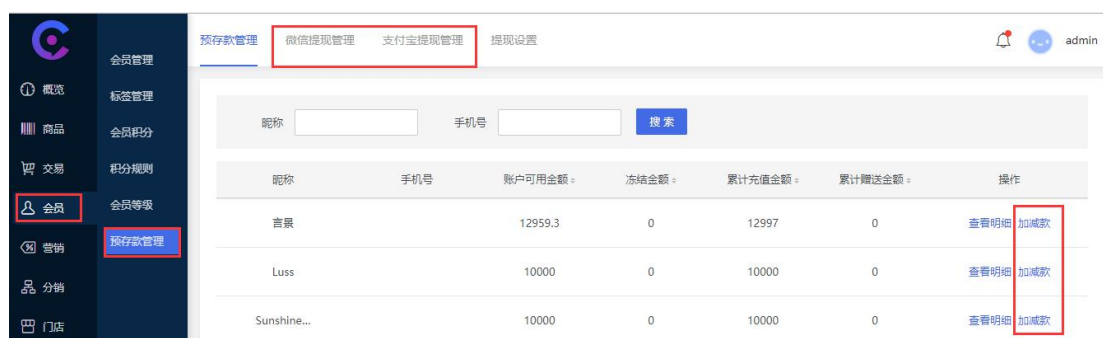 预存款管理 微信提现管理 支付宝提现管理 提现设置 admin
会员管理
概览 标签管理
商品 会员积分 昵称 手机号 搜索
交易 积分规则 昵称 手机号 账户可用金额 冻结金额 累计充值金额 累计赠送金额 操作
会员 会员等级 言景 12959.3 0 12997 0 查看明细 加减款
营销 预存款管理
Luss 10000 0 10000 0 查看明细 加减款
分销
门店 Sunshine... 10000 0 10000 0 查看明细 加减款